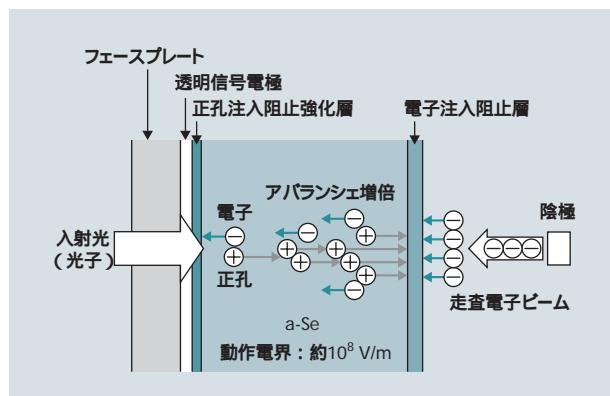 フェースプレート
透明信号電極
正孔注入阻止強化層
電子注入阻止層
アバランシェ増倍
電子
陰極
入射光
(光子)
正孔
走査電子ビーム
a-Se
動作電界:約10⁸ V/m